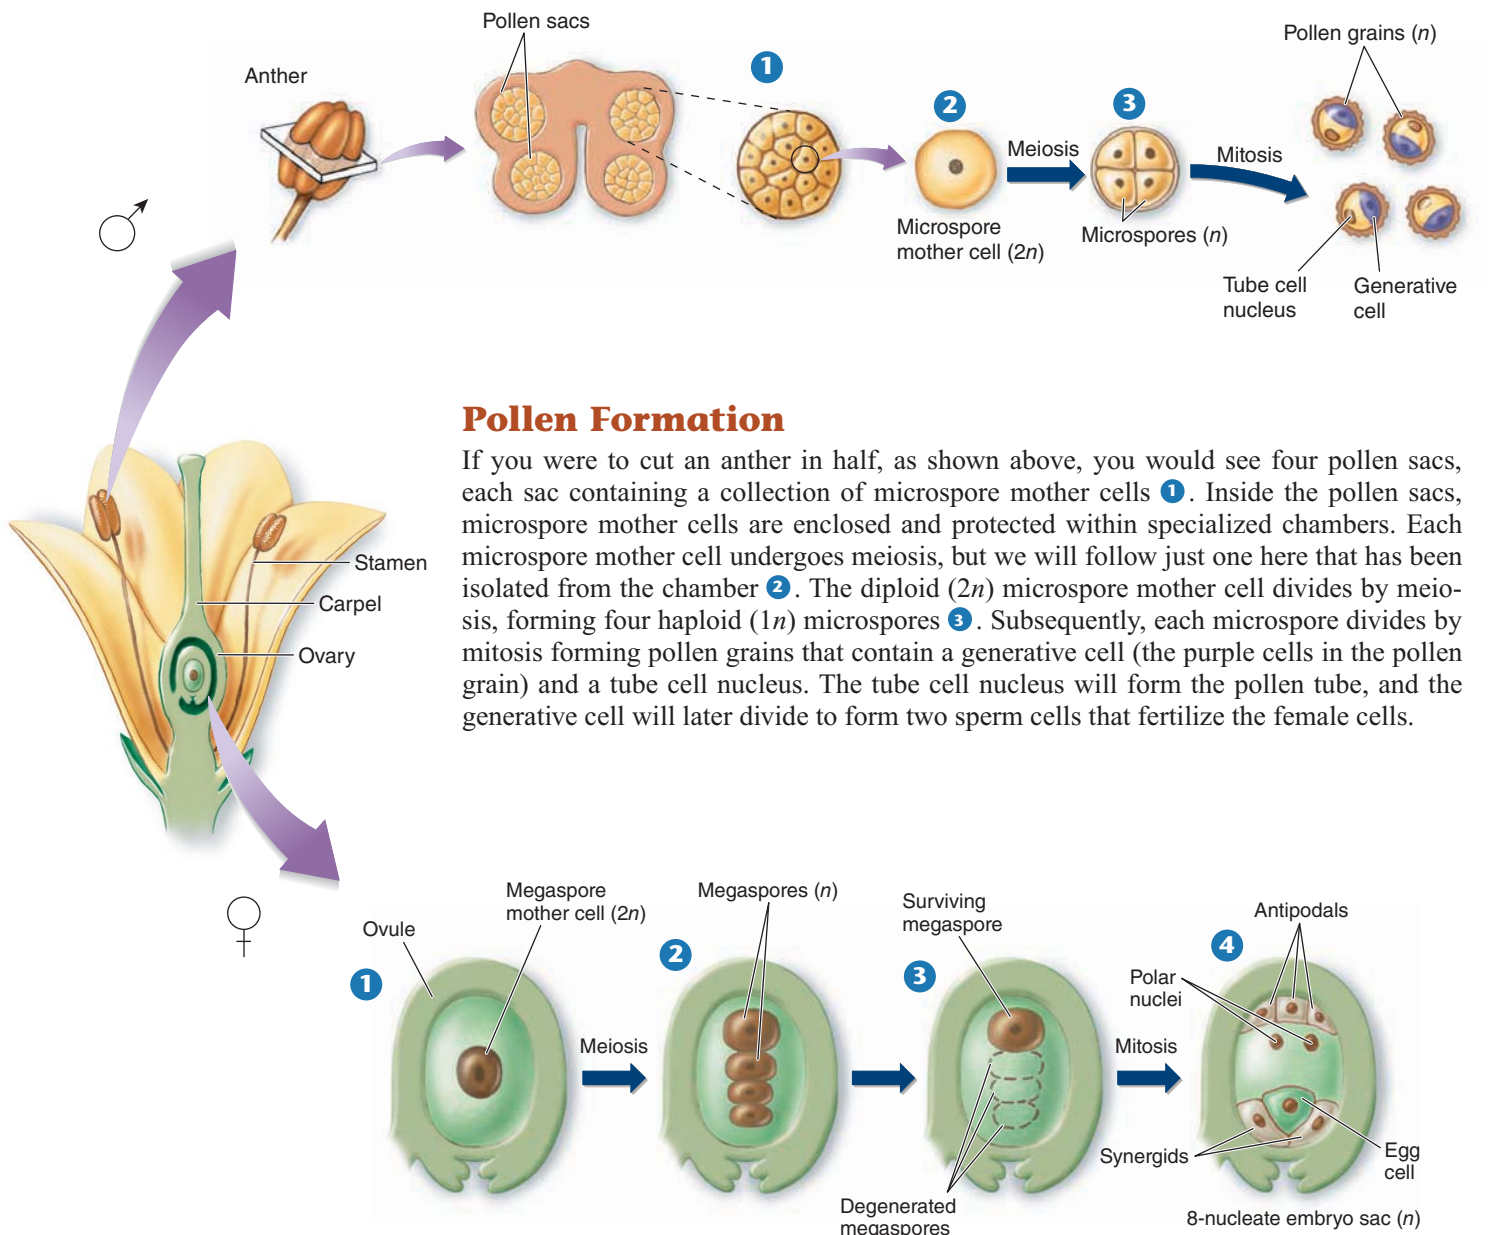 Pollen sacs
Anther
1
2
3
Pollen grains (n)
Meiosis
Mitosis
Microspore
mother cell (2n)
Microspores (n)
Tube cell
nucleus
Generative
cell
Pollen Formation
If you were to cut an anther in half, as shown above, you would see four pollen sacs,
each sac containing a collection of microspore mother cells 1. Inside the pollen sacs,
microspore mother cells are enclosed and protected within specialized chambers. Each
microspore mother cell undergoes meiosis, but we will follow just one here that has been
isolated from the chamber 2. The diploid (2n) microspore mother cell divides by meio-
sis, forming four haploid (1n) microspores 3. Subsequently, each microspore divides by
mitosis forming pollen grains that contain a generative cell (the purple cells in the pollen
grain) and a tube cell nucleus. The tube cell nucleus will form the pollen tube, and the
generative cell will later divide to form two sperm cells that fertilize the female cells.
Stamen
Carpel
Ovary
Ovule
Megaspore
mother cell (2n)
1
Meiosis
Megaspores (n)
2
Surviving
megaspore
3
Degenerated
megaspores
Mitosis
4
Antipodals
Polar
nuclei
Synergids
Egg
cell
8-nucleate embryo sac (n)